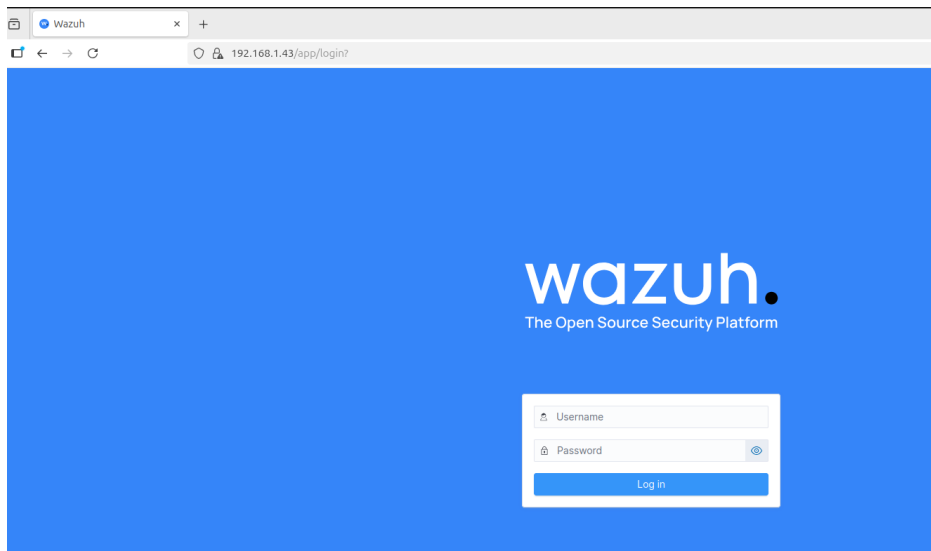 Wazuh
192.168.1.43/app/login?
wazuh.
The Open Source Security Platform
Username
Password
Log in